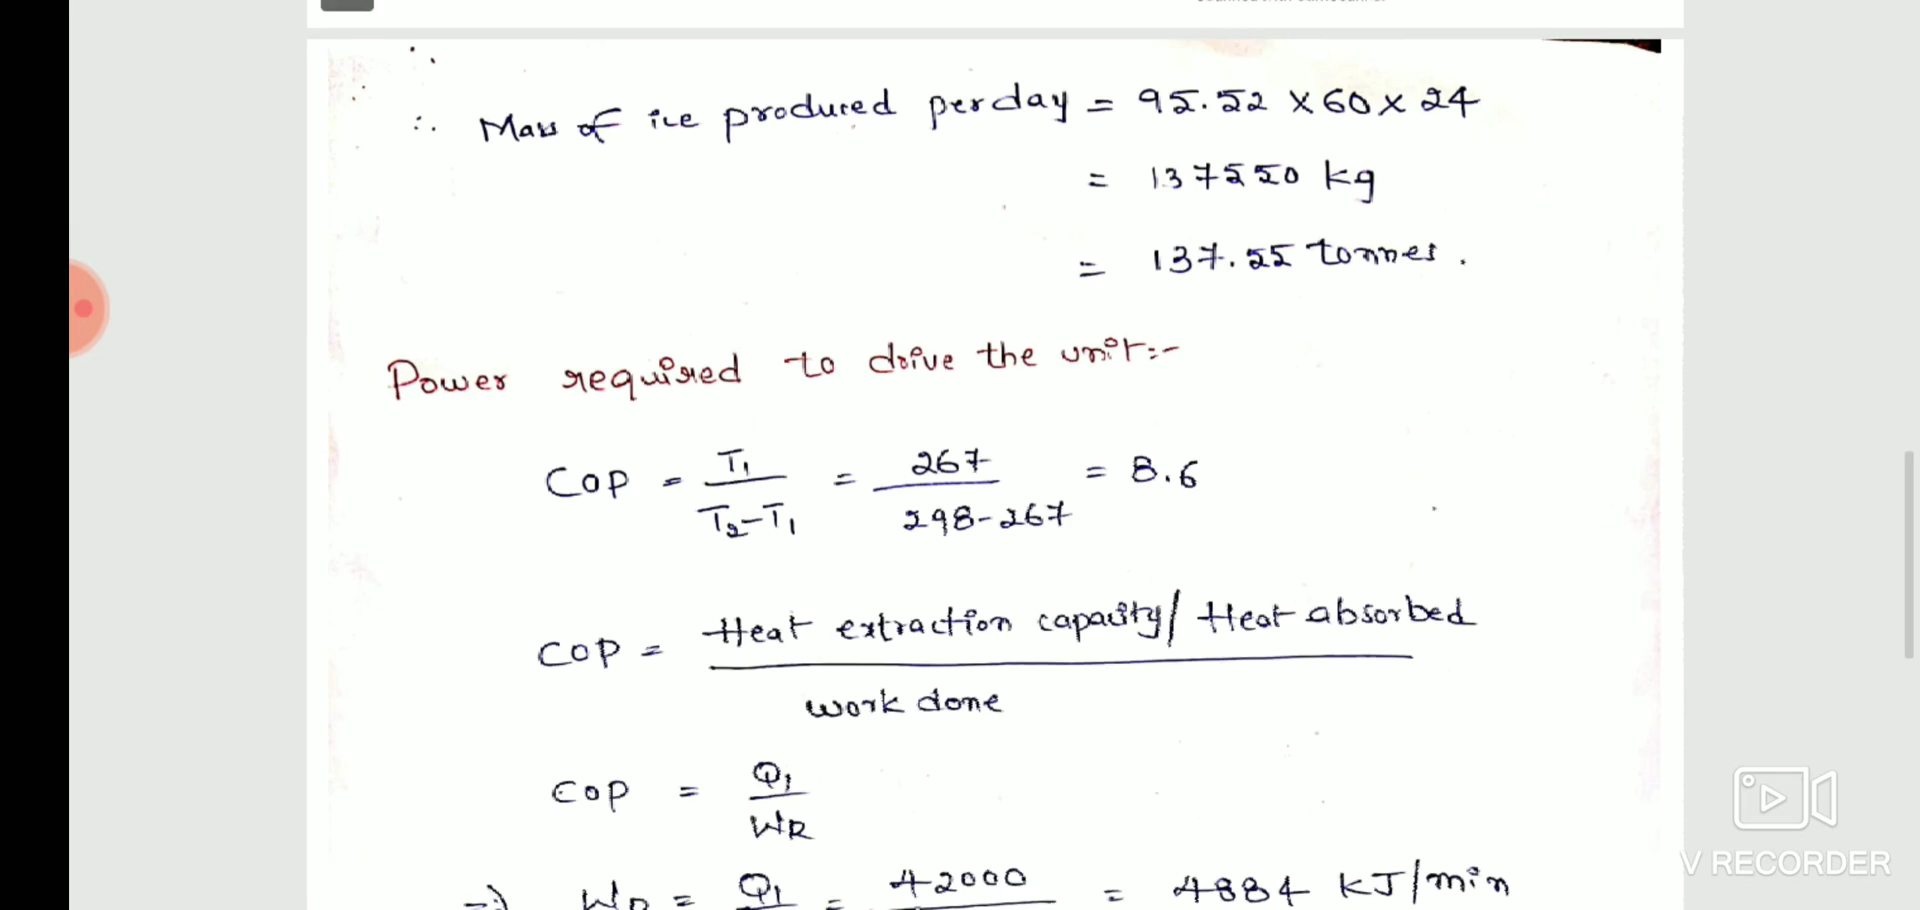 ∴ Mass of ice produced per day = 95.52 × 60 × 24
= 137550 kg
= 137.55 tonnes.
Power required to drive the unit:-
COP = T₁ / T₂-T₁ = 267 / 298-267 = 8.6
COP = Heat extraction capacity / Heat absorbed / work done
COP = Q₁ / WR
=) WR = Q₁ = 42000 = 4884 KJ/min
V RECORDER